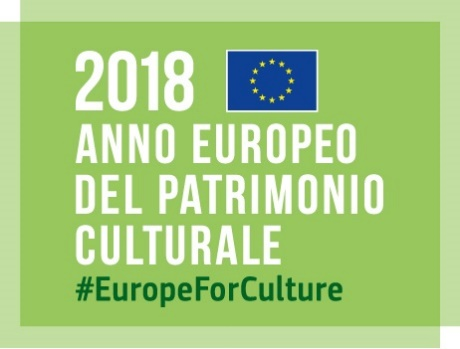 2018
ANNO EUROPEO
DEL PATRIMONIO
CULTURALE
#EuropeForCulture